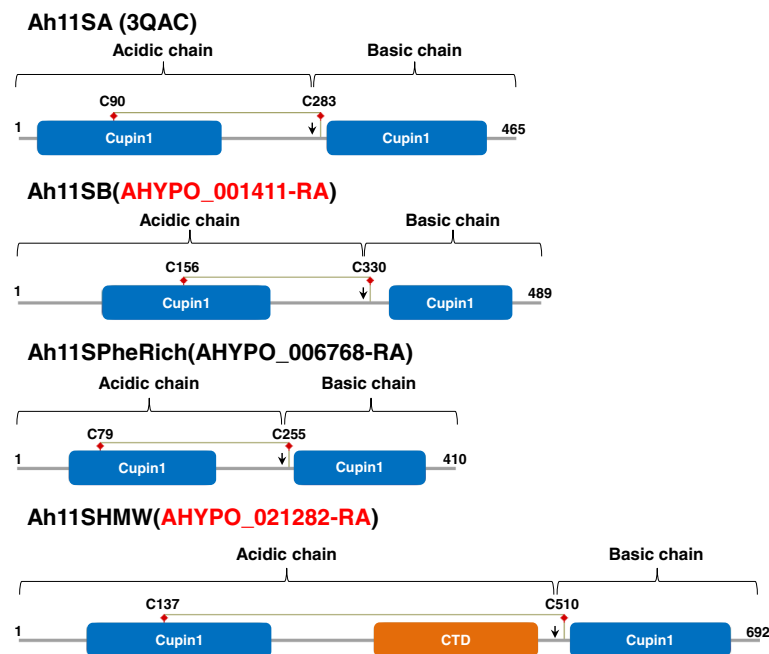 Ah11SA (3QAC)
Acidic chain Basic chain
C90 C283
1 465
Cupin1 Cupin1
Ah11SB(AHYPO_001411-RA)
Acidic chain Basic chain
C156 C330
1 489
Cupin1 Cupin1
Ah11SPheRich(AHYPO_006768-RA)
Acidic chain Basic chain
C79 C255
1 410
Cupin1 Cupin1
Ah11SHMW(AHYPO_021282-RA)
Acidic chain Basic chain
C137 C510
1 692
Cupin1 CTD Cupin1